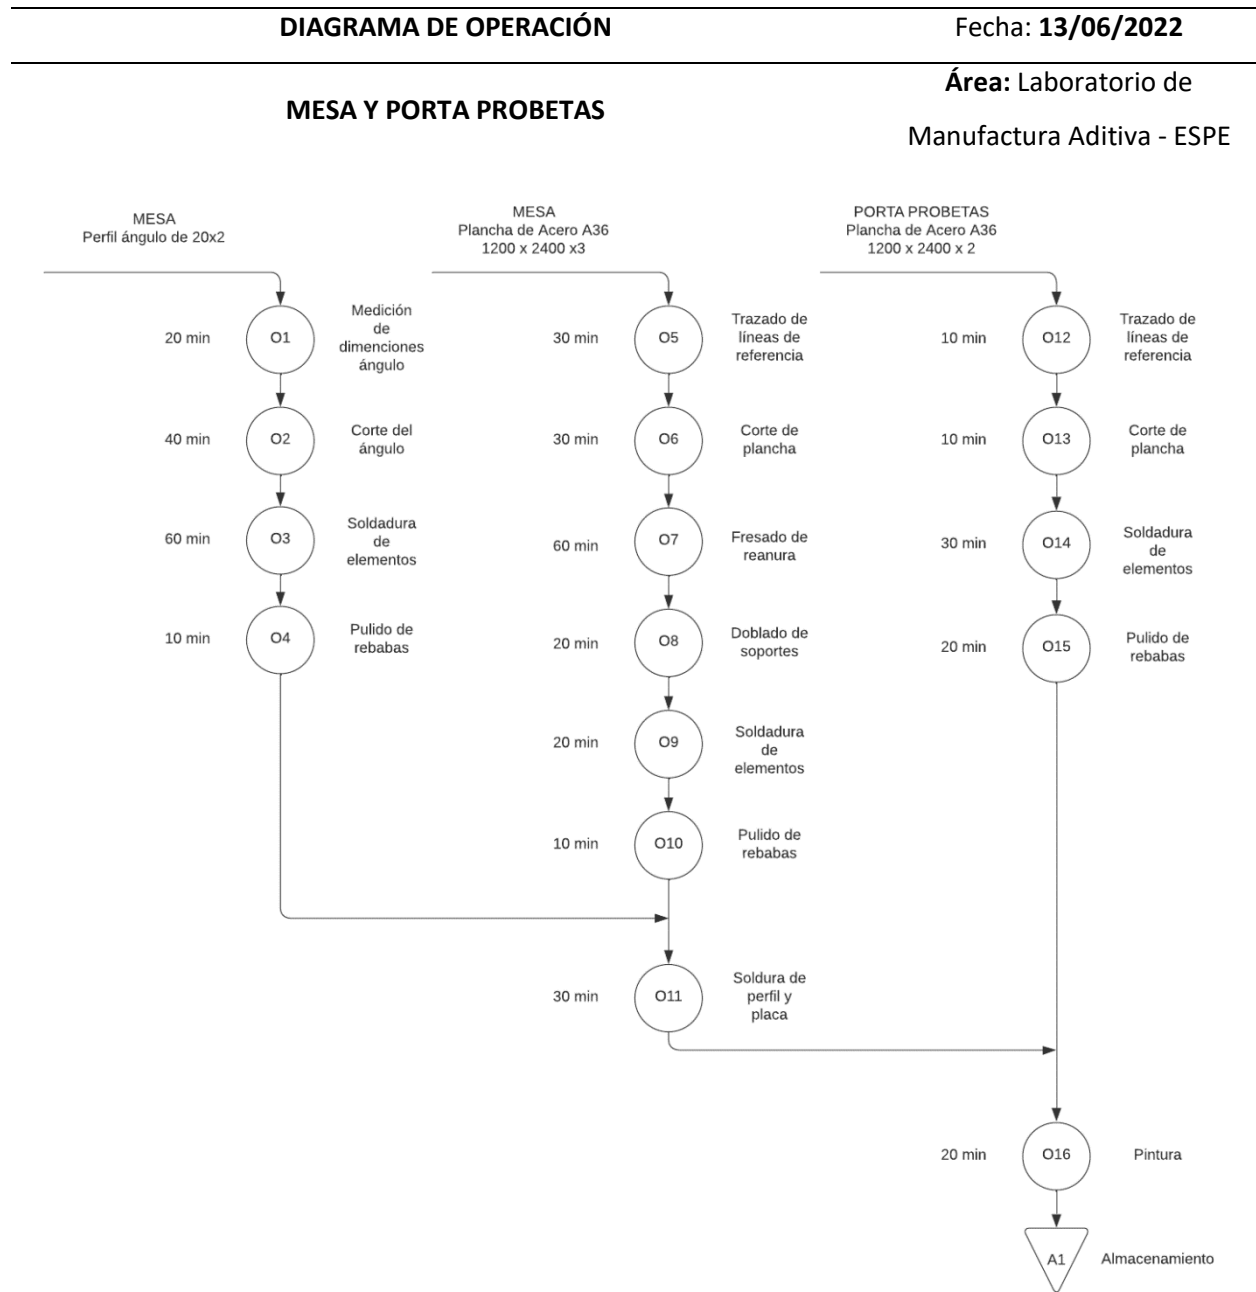 DIAGRAMA DE OPERACIÓN
Fecha: 13/06/2022
MESA Y PORTA PROBETAS
Área: Laboratorio de
Manufactura Aditiva - ESPE
MESA
Perfil ángulo de 20x2
20 min
O1
Medición
de
dimenciones
ángulo
40 min
O2
Corte del
ángulo
60 min
O3
Soldadura
de
elementos
10 min
O4
Pulido de
rebabas
MESA
Plancha de Acero A36
1200 x 2400 x3
30 min
O5
Trazado de
líneas de
referencia
30 min
O6
Corte de
plancha
60 min
O7
Fresado de
reanura
20 min
O8
Doblado de
soportes
20 min
O9
Soldadura
de
elementos
10 min
O10
Pulido de
rebabas
30 min
O11
Soldura de
perfil y
placa
PORTA PROBETAS
Plancha de Acero A36
1200 x 2400 x 2
10 min
O12
Trazado de
líneas de
referencia
10 min
O13
Corte de
plancha
30 min
O14
Soldadura
de
elementos
20 min
O15
Pulido de
rebabas
20 min
O16
Pintura
A1
Almacenamiento